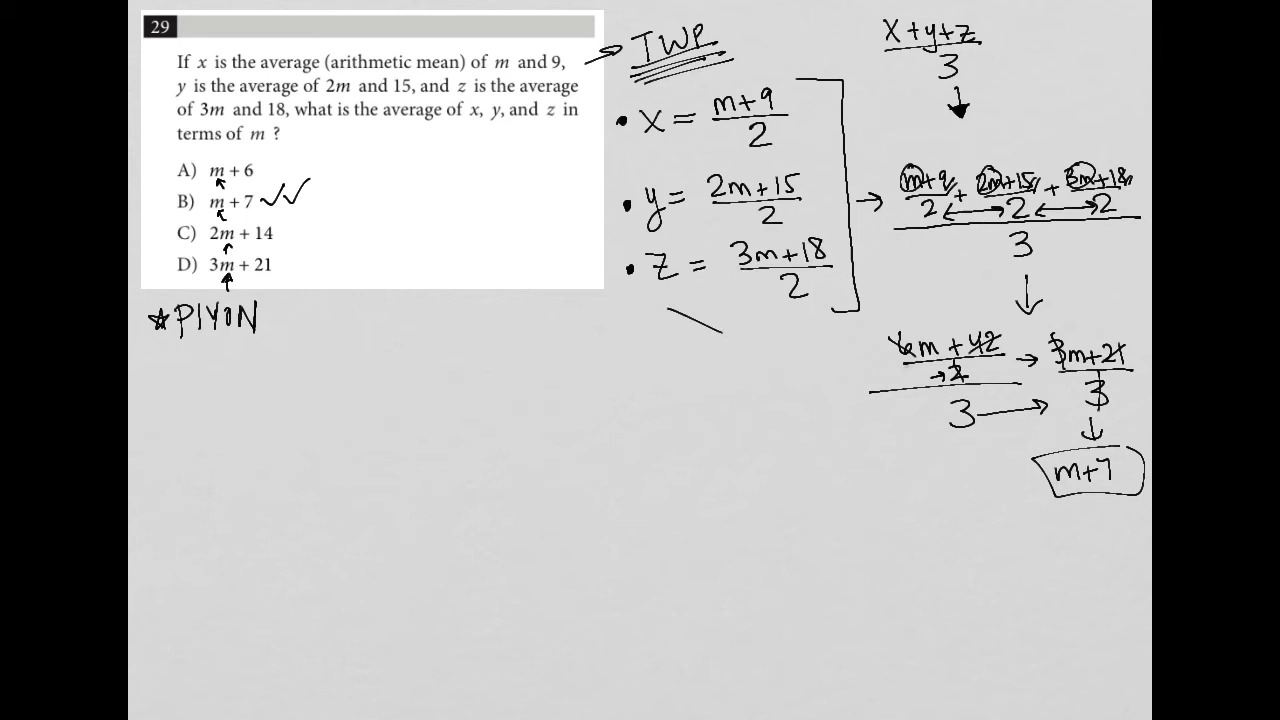 29
If x is the average (arithmetic mean) of m and 9,
y is the average of 2m and 15, and z is the average
of 3m and 18, what is the average of x, y, and z in
terms of m ?
A) m + 6
B) m + 7
C) 2m + 14
D) 3m + 21
PIYON
TWP
x = m+9/2
y = 2m+15/2
z = 3m+18/2
x+y+z/3
m+9/2 + 2m+15/2 + 3m+18/2
3
6m + 42/2
3
3m+21/3
m+7